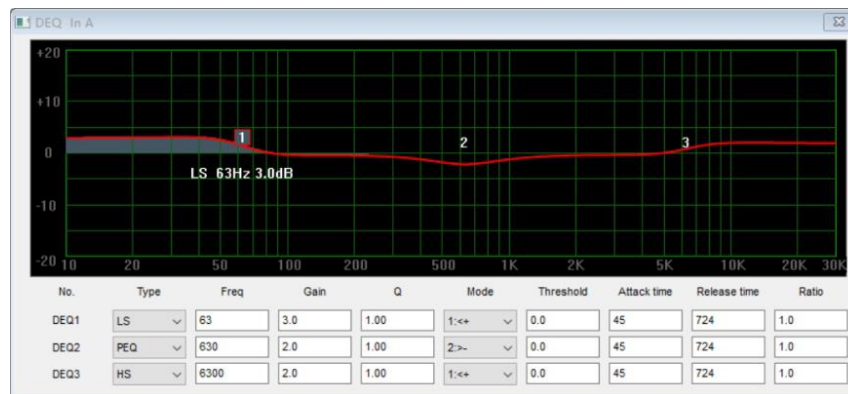 DEQ In A
+20
+10
0
-10
-20
1
2
3
LS 63Hz 3.0dB
10 20 50 100 200 500 1K 2K 5K 10K 20K 30K
No. Type Freq Gain Q Mode Threshold Attack time Release time Ratio
DEQ1 LS 63 3.0 1.00 1:<+ 0.0 45 724 1.0
DEQ2 PEQ 630 2.0 1.00 2:>- 0.0 45 724 1.0
DEQ3 HS 6300 2.0 1.00 1:<+ 0.0 45 724 1.0